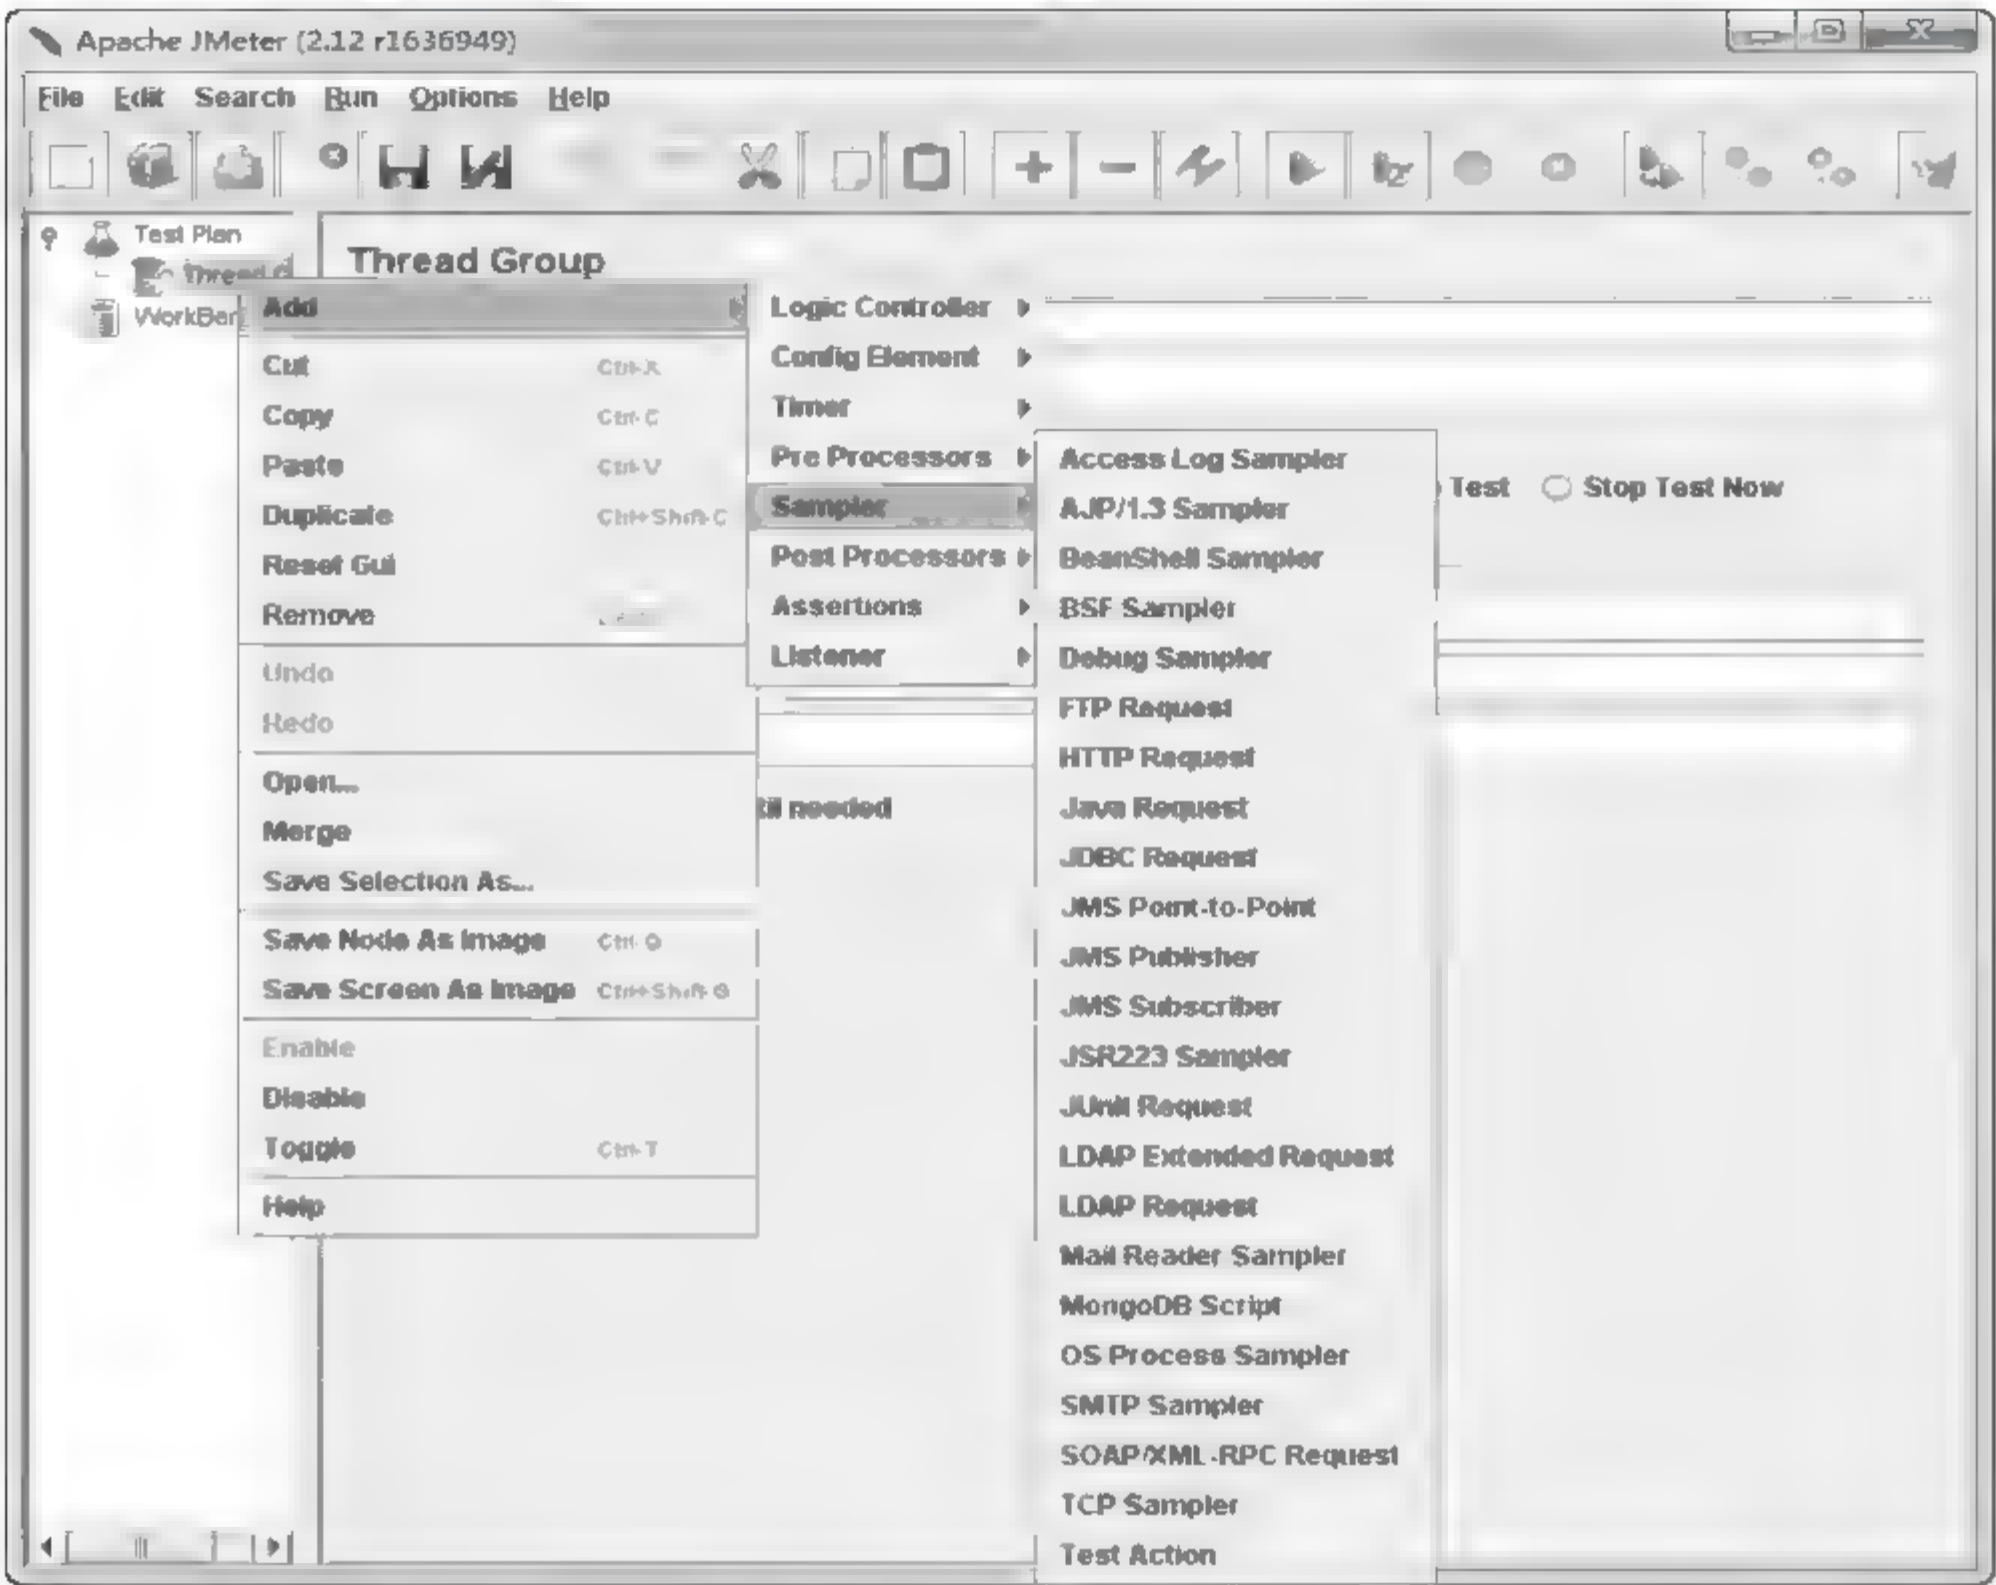 Apache JMeter (2.12 r1636949)
File Edit Search Run Options Help
Test Plan
Thread G
WorkBen
Thread Group
Add
Cut Ctrl-X
Copy Ctrl-C
Paste Ctrl-V
Duplicate Ctrl+Shift-C
Reset Gui
Remove
Undo
Redo
Open...
Merge
Save Selection As...
Save Node As Image Ctrl-G
Save Screen As Image Ctrl+Shift-G
Enable
Disable
Toggle Ctrl-T
Help
Logic Controller
Config Element
Timer
Pre Processors
Sampler
Post Processors
Assertions
Listener
Access Log Sampler
AJP/1.3 Sampler
BeanShell Sampler
BSF Sampler
Debug Sampler
FTP Request
HTTP Request
Java Request
JDBC Request
JMS Point-to-Point
JMS Publisher
JMS Subscriber
JSR223 Sampler
JUnit Request
LDAP Extended Request
LDAP Request
Mail Reader Sampler
MongoDB Script
OS Process Sampler
SMTP Sampler
SOAP/XML-RPC Request
TCP Sampler
Test Action
Test Stop Test Now
til needed